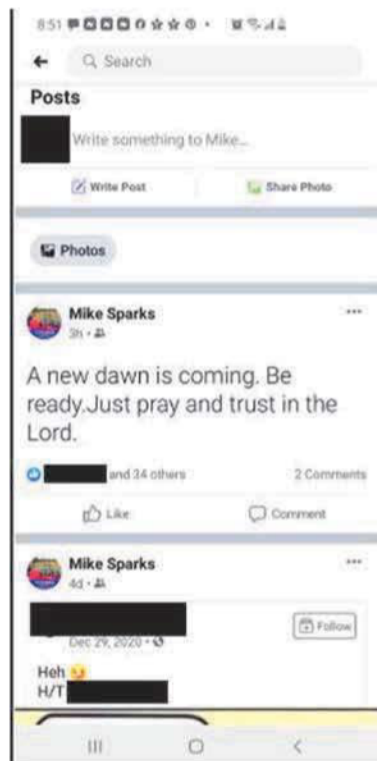 8:51
Search
Posts
Write something to Mike...
Write Post
Share Photo
Photos
Mike Sparks
3h
A new dawn is coming. Be
ready.Just pray and trust in the
Lord.
and 34 others
2 Comments
Like
Comment
Mike Sparks
4d
Follow
Dec 29, 2020
Heh
H/T